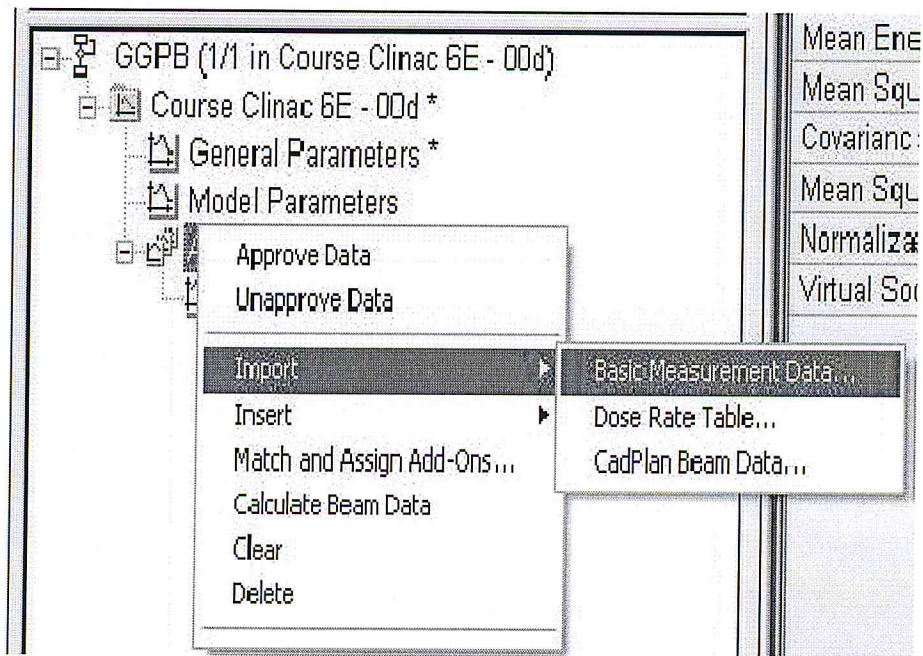 GGPB (1/1 in Course Clinac 6E - 00d)
Course Clinac 6E - 00d *
General Parameters *
Model Parameters
Approve Data
Unapprove Data
Import
Insert
Match and Assign Add-Ons...
Calculate Beam Data
Clear
Delete
Basic Measurement Data...
Dose Rate Table...
CadPlan Beam Data...
Mean Ene
Mean Squ
Covarianc
Mean Squ
Normaliza
Virtual Sou